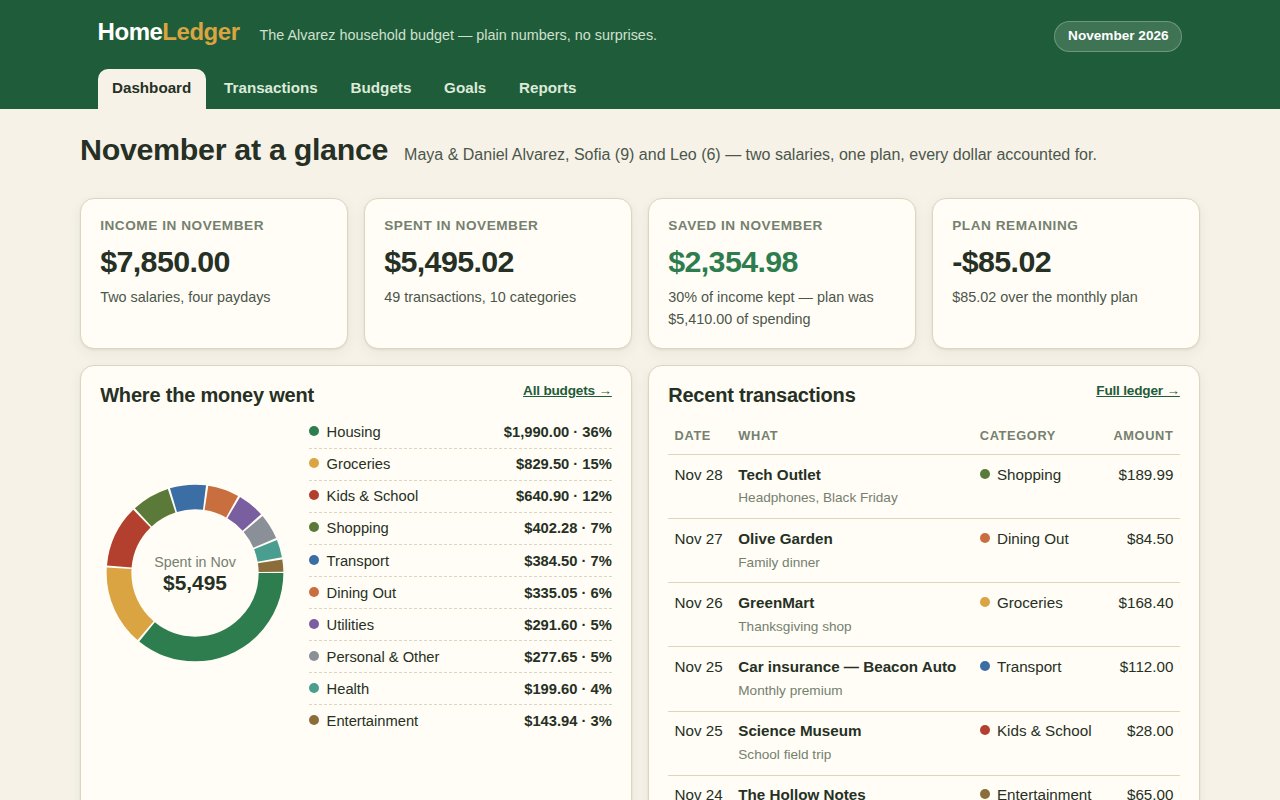 HomeLedger The Alvarez household budget — plain numbers, no surprises. November 2026
Dashboard Transactions Budgets Goals Reports
November at a glance Maya & Daniel Alvarez, Sofia (9) and Leo (6) — two salaries, one plan, every dollar accounted for.
INCOME IN NOVEMBER
$7,850.00
Two salaries, four paydays
SPENT IN NOVEMBER
$5,495.02
49 transactions, 10 categories
SAVED IN NOVEMBER
$2,354.98
30% of income kept — plan was
$5,410.00 of spending
PLAN REMAINING
-$85.02
$85.02 over the monthly plan
Where the money went All budgets →
Spent in Nov
$5,495
Housing $1,990.00 · 36%
Groceries $829.50 · 15%
Kids & School $640.90 · 12%
Shopping $402.28 · 7%
Transport $384.50 · 7%
Dining Out $335.05 · 6%
Utilities $291.60 · 5%
Personal & Other $277.65 · 5%
Health $199.60 · 4%
Entertainment $143.94 · 3%
Recent transactions Full ledger →
DATE WHAT CATEGORY AMOUNT
Nov 28 Tech Outlet Shopping $189.99
Headphones, Black Friday
Nov 27 Olive Garden Dining Out $84.50
Family dinner
Nov 26 GreenMart Groceries $168.40
Thanksgiving shop
Nov 25 Car insurance — Beacon Auto Transport $112.00
Monthly premium
Nov 25 Science Museum Kids & School $28.00
School field trip
Nov 24 The Hollow Notes Entertainment $65.00